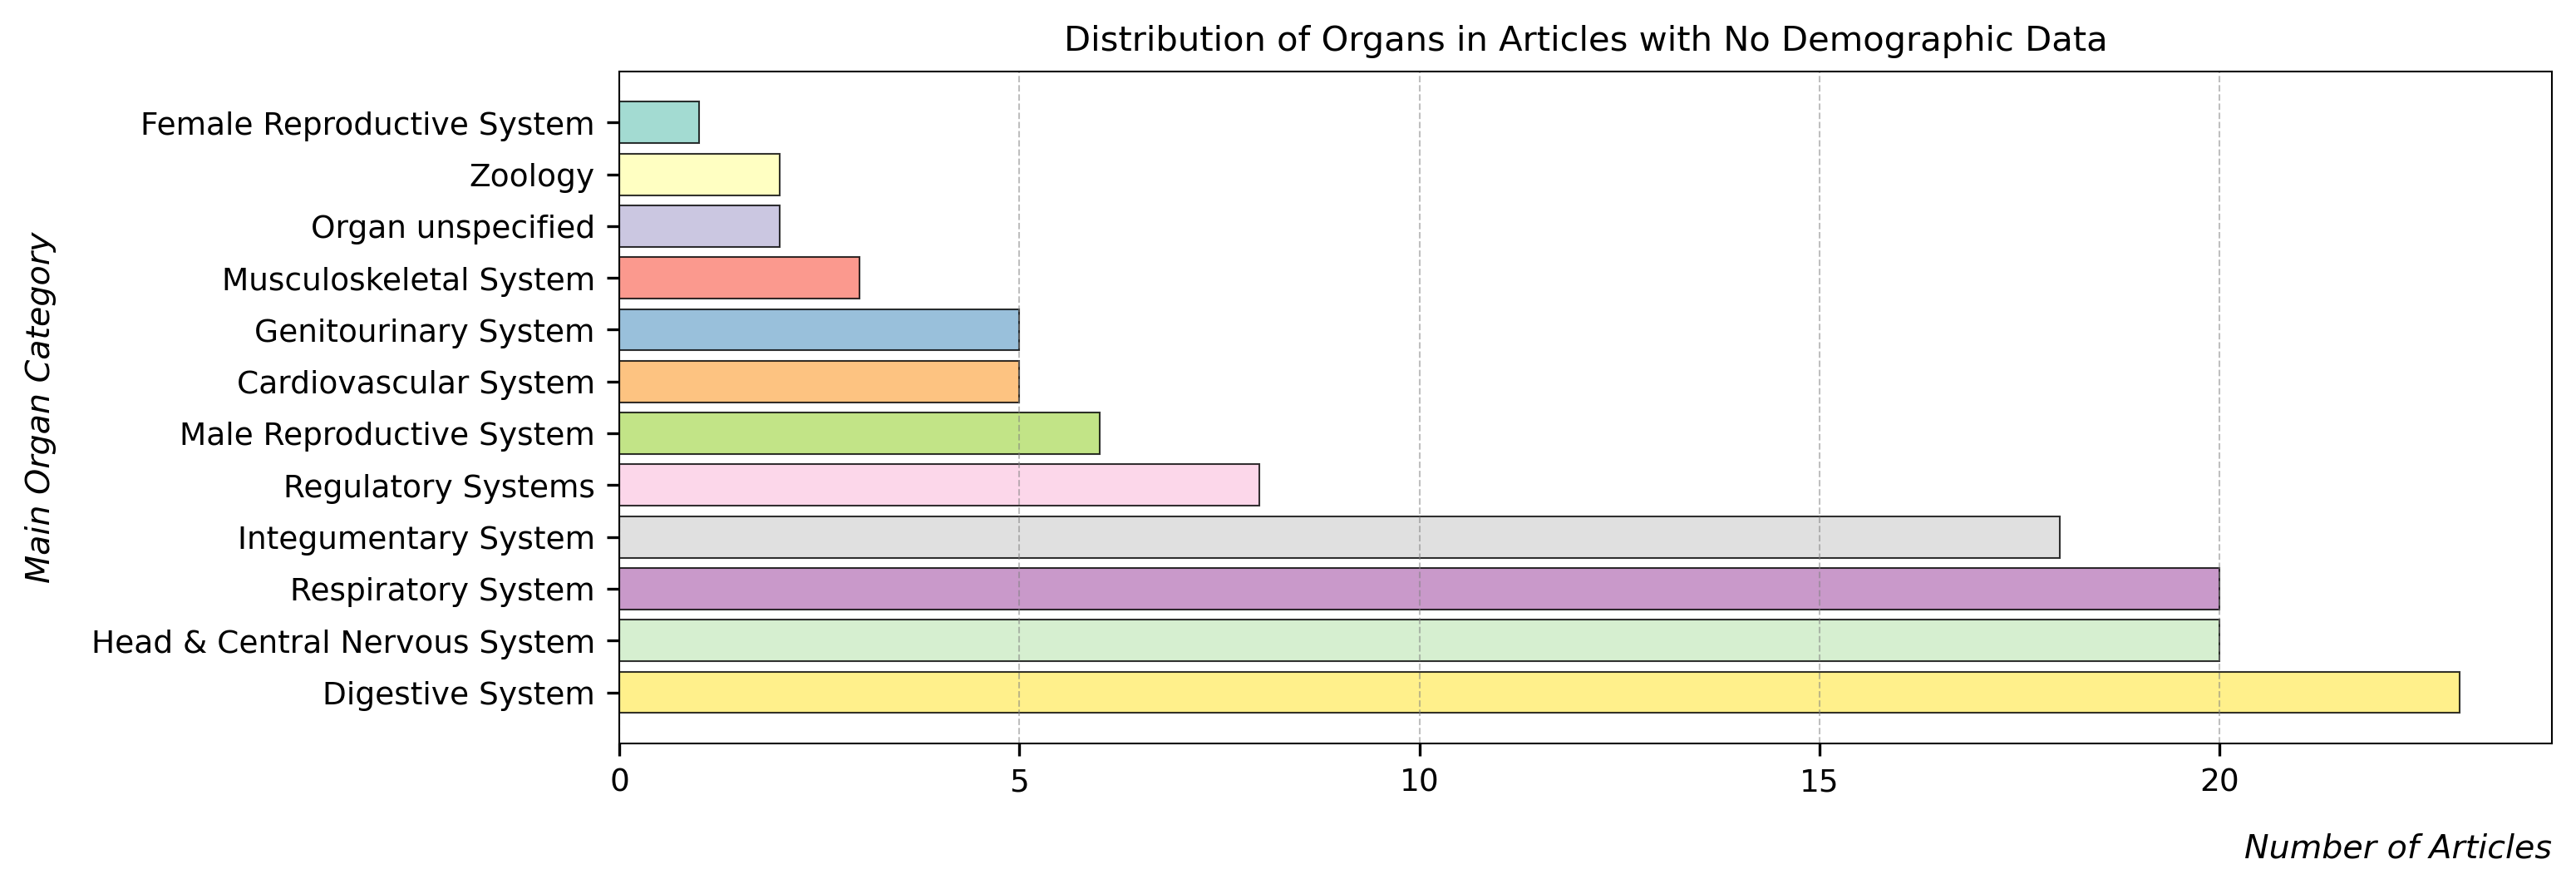 Distribution of Organs in Articles with No Demographic Data
Main Organ Category
Female Reproductive System
Zoology
Organ unspecified
Musculoskeletal System
Genitourinary System
Cardiovascular System
Male Reproductive System
Regulatory Systems
Integumentary System
Respiratory System
Head & Central Nervous System
Digestive System
0 5 10 15 20
Number of Articles